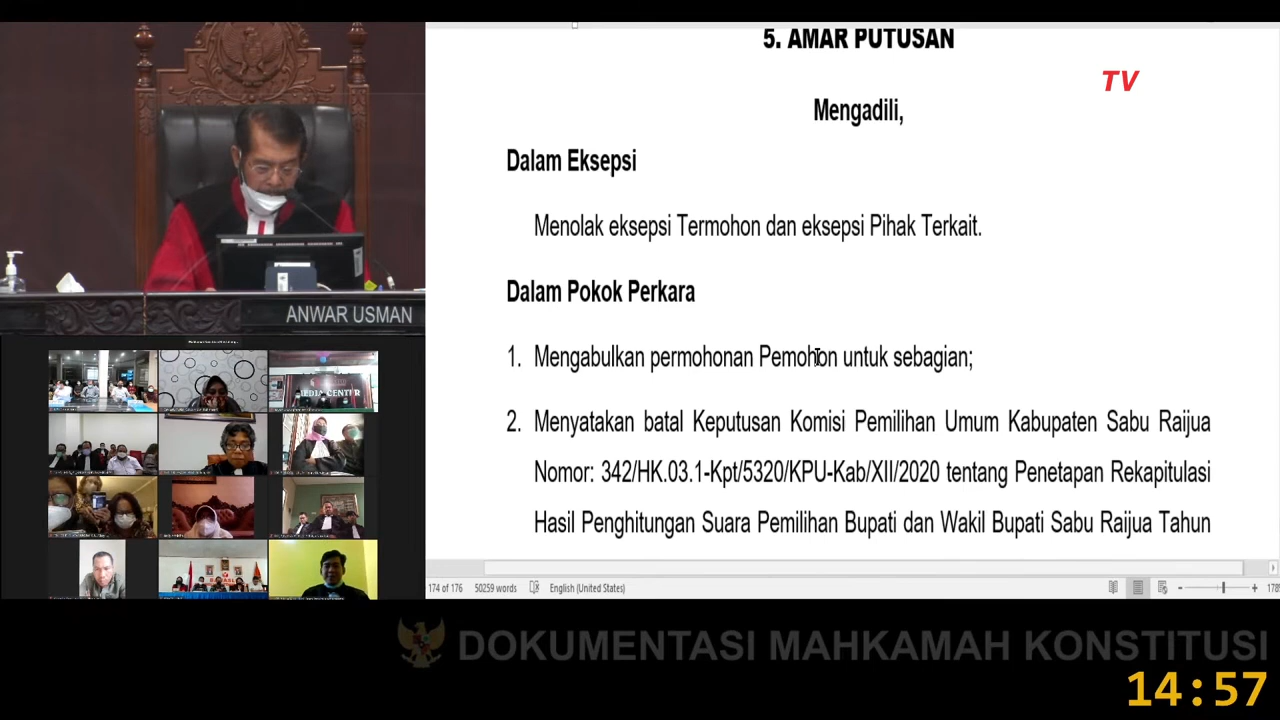 5. AMAR PUTUSAN
TV
Mengadili,
Dalam Eksepsi
Menolak eksepsi Termohon dan eksepsi Pihak Terkait.
Dalam Pokok Perkara
1. Mengabulkan permohonan Pemohon untuk sebagian;
2. Menyatakan batal Keputusan Komisi Pemilihan Umum Kabupaten Sabu Raijua
Nomor: 342/HK.03.1-Kpt/5320/KPU-Kab/XII/2020 tentang Penetapan Rekapitulasi
Hasil Penghitungan Suara Pemilihan Bupati dan Wakil Bupati Sabu Raijua Tahun
174 of 176 50259 words English (United States)
ANWAR USMAN
MEDIA CENTER
DOKUMENTASI MAHKAMAH KONSTITUSI
14:57